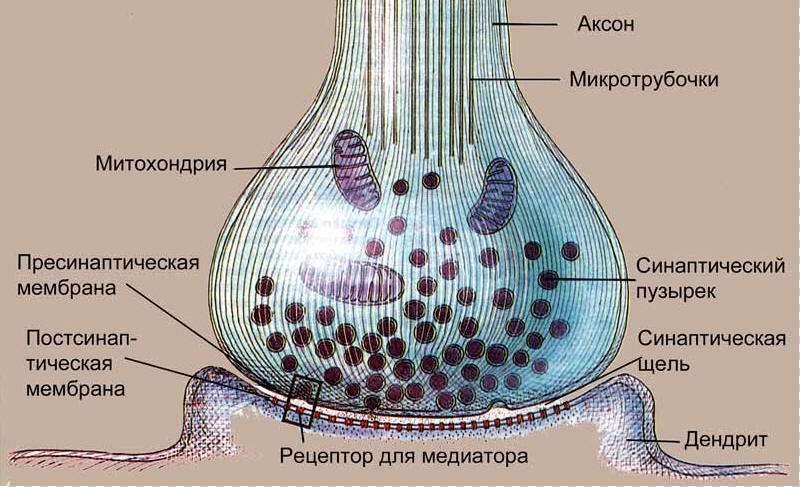 Аксон
Микротрубочки
Митохондрия
Пресинаптическая
мембрана
Синаптический
пузырек
Постсинап-
тическая
мембрана
Синаптическая
щель
Дендрит
Рецептор для медиатора